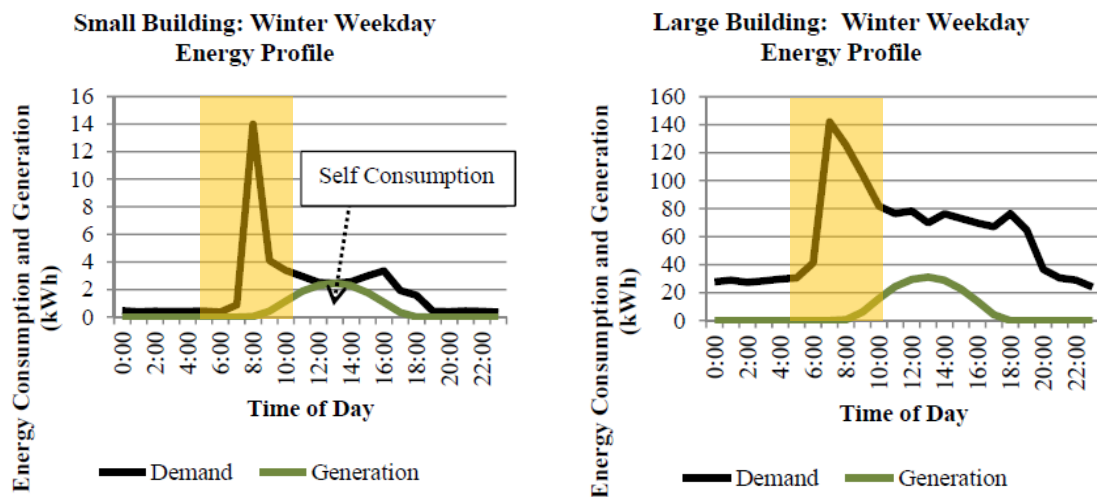 Small Building: Winter Weekday
Energy Profile
Energy Consumption and Generation
(kWh)
16
14
12
10
8
6
4
2
0
Self Consumption
0:00
2:00
4:00
6:00
8:00
10:00
12:00
14:00
16:00
18:00
20:00
22:00
Time of Day
Demand
Generation
Large Building: Winter Weekday
Energy Profile
Energy Consumption and Generation
(kWh)
160
140
120
100
80
60
40
20
0
0:00
2:00
4:00
6:00
8:00
10:00
12:00
14:00
16:00
18:00
20:00
22:00
Time of Day
Demand
Generation